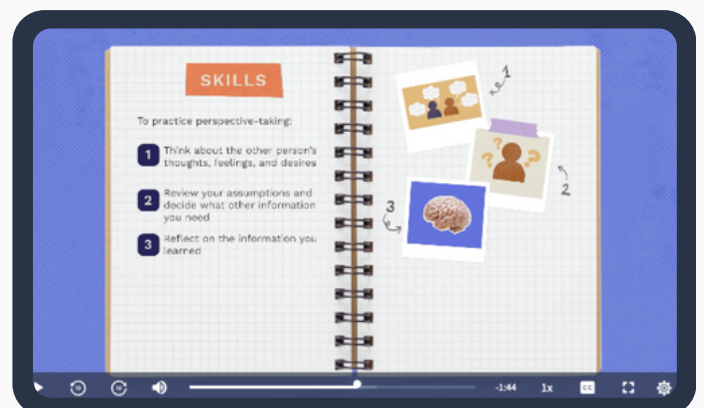 SKILLS
To practice perspective-taking:
1 Think about the other person's
thoughts, feelings, and desires
2 Review your assumptions and
decide what other information
you need
3 Reflect on the information you
learned
1
2
3
-1:44
1x
CC